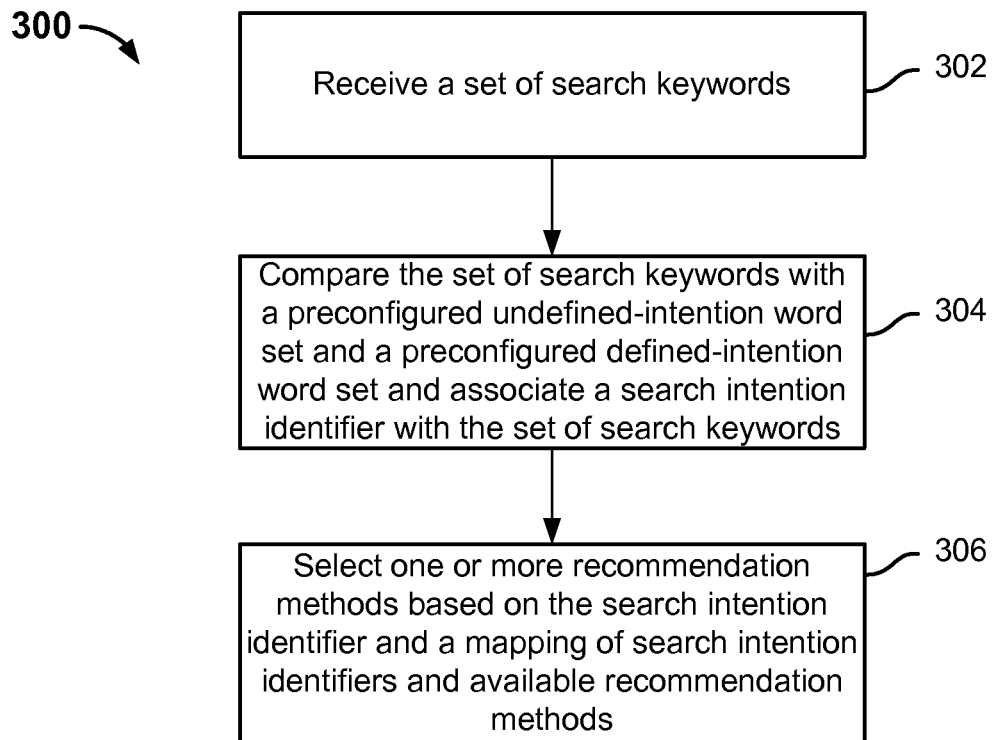 300
Receive a set of search keywords
302
Compare the set of search keywords with
a preconfigured undefined-intention word
set and a preconfigured defined-intention
word set and associate a search intention
identifier with the set of search keywords
304
Select one or more recommendation
methods based on the search intention
identifier and a mapping of search intention
identifiers and available recommendation
methods
306